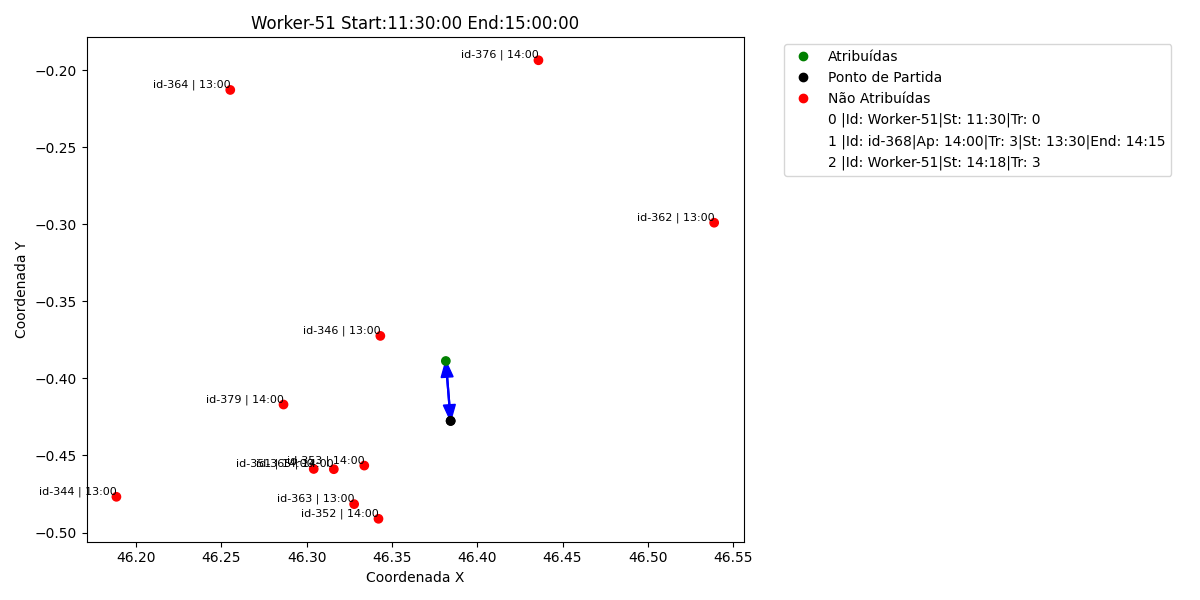 Worker-51 Start:11:30:00 End:15:00:00
Atribuídas
Ponto de Partida
Não Atribuídas
0 |Id: Worker-51|St: 11:30|Tr: 0
1 |Id: id-368|Ap: 14:00|Tr: 3|St: 13:30|End: 14:15
2 |Id: Worker-51|St: 14:18|Tr: 3
id-376 | 14:00
id-364 | 13:00
id-362 | 13:00
id-346 | 13:00
id-379 | 14:00
id-353 | 14:00
id-344 | 13:00
id-363 | 13:00
id-352 | 14:00
Coordenada Y
−0.20
−0.25
−0.30
−0.35
−0.40
−0.45
−0.50
46.20 46.25 46.30 46.35 46.40 46.45 46.50 46.55
Coordenada X